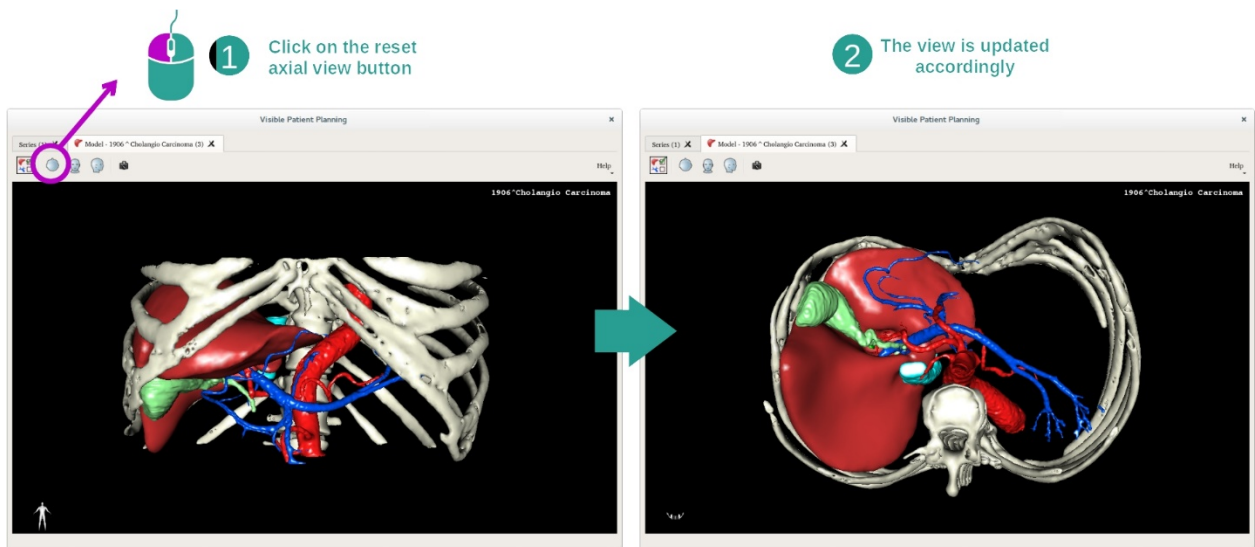 1 Click on the reset
axial view button
2 The view is updated
accordingly
Visible Patient Planning
Model - 1906 ^ Cholangio Carcinoma (3)
Help
1906^Cholangio Carcinoma
Visible Patient Planning
Series (1) Model - 1906 ^ Cholangio Carcinoma (3)
Help
1906^Cholangio Carcinoma